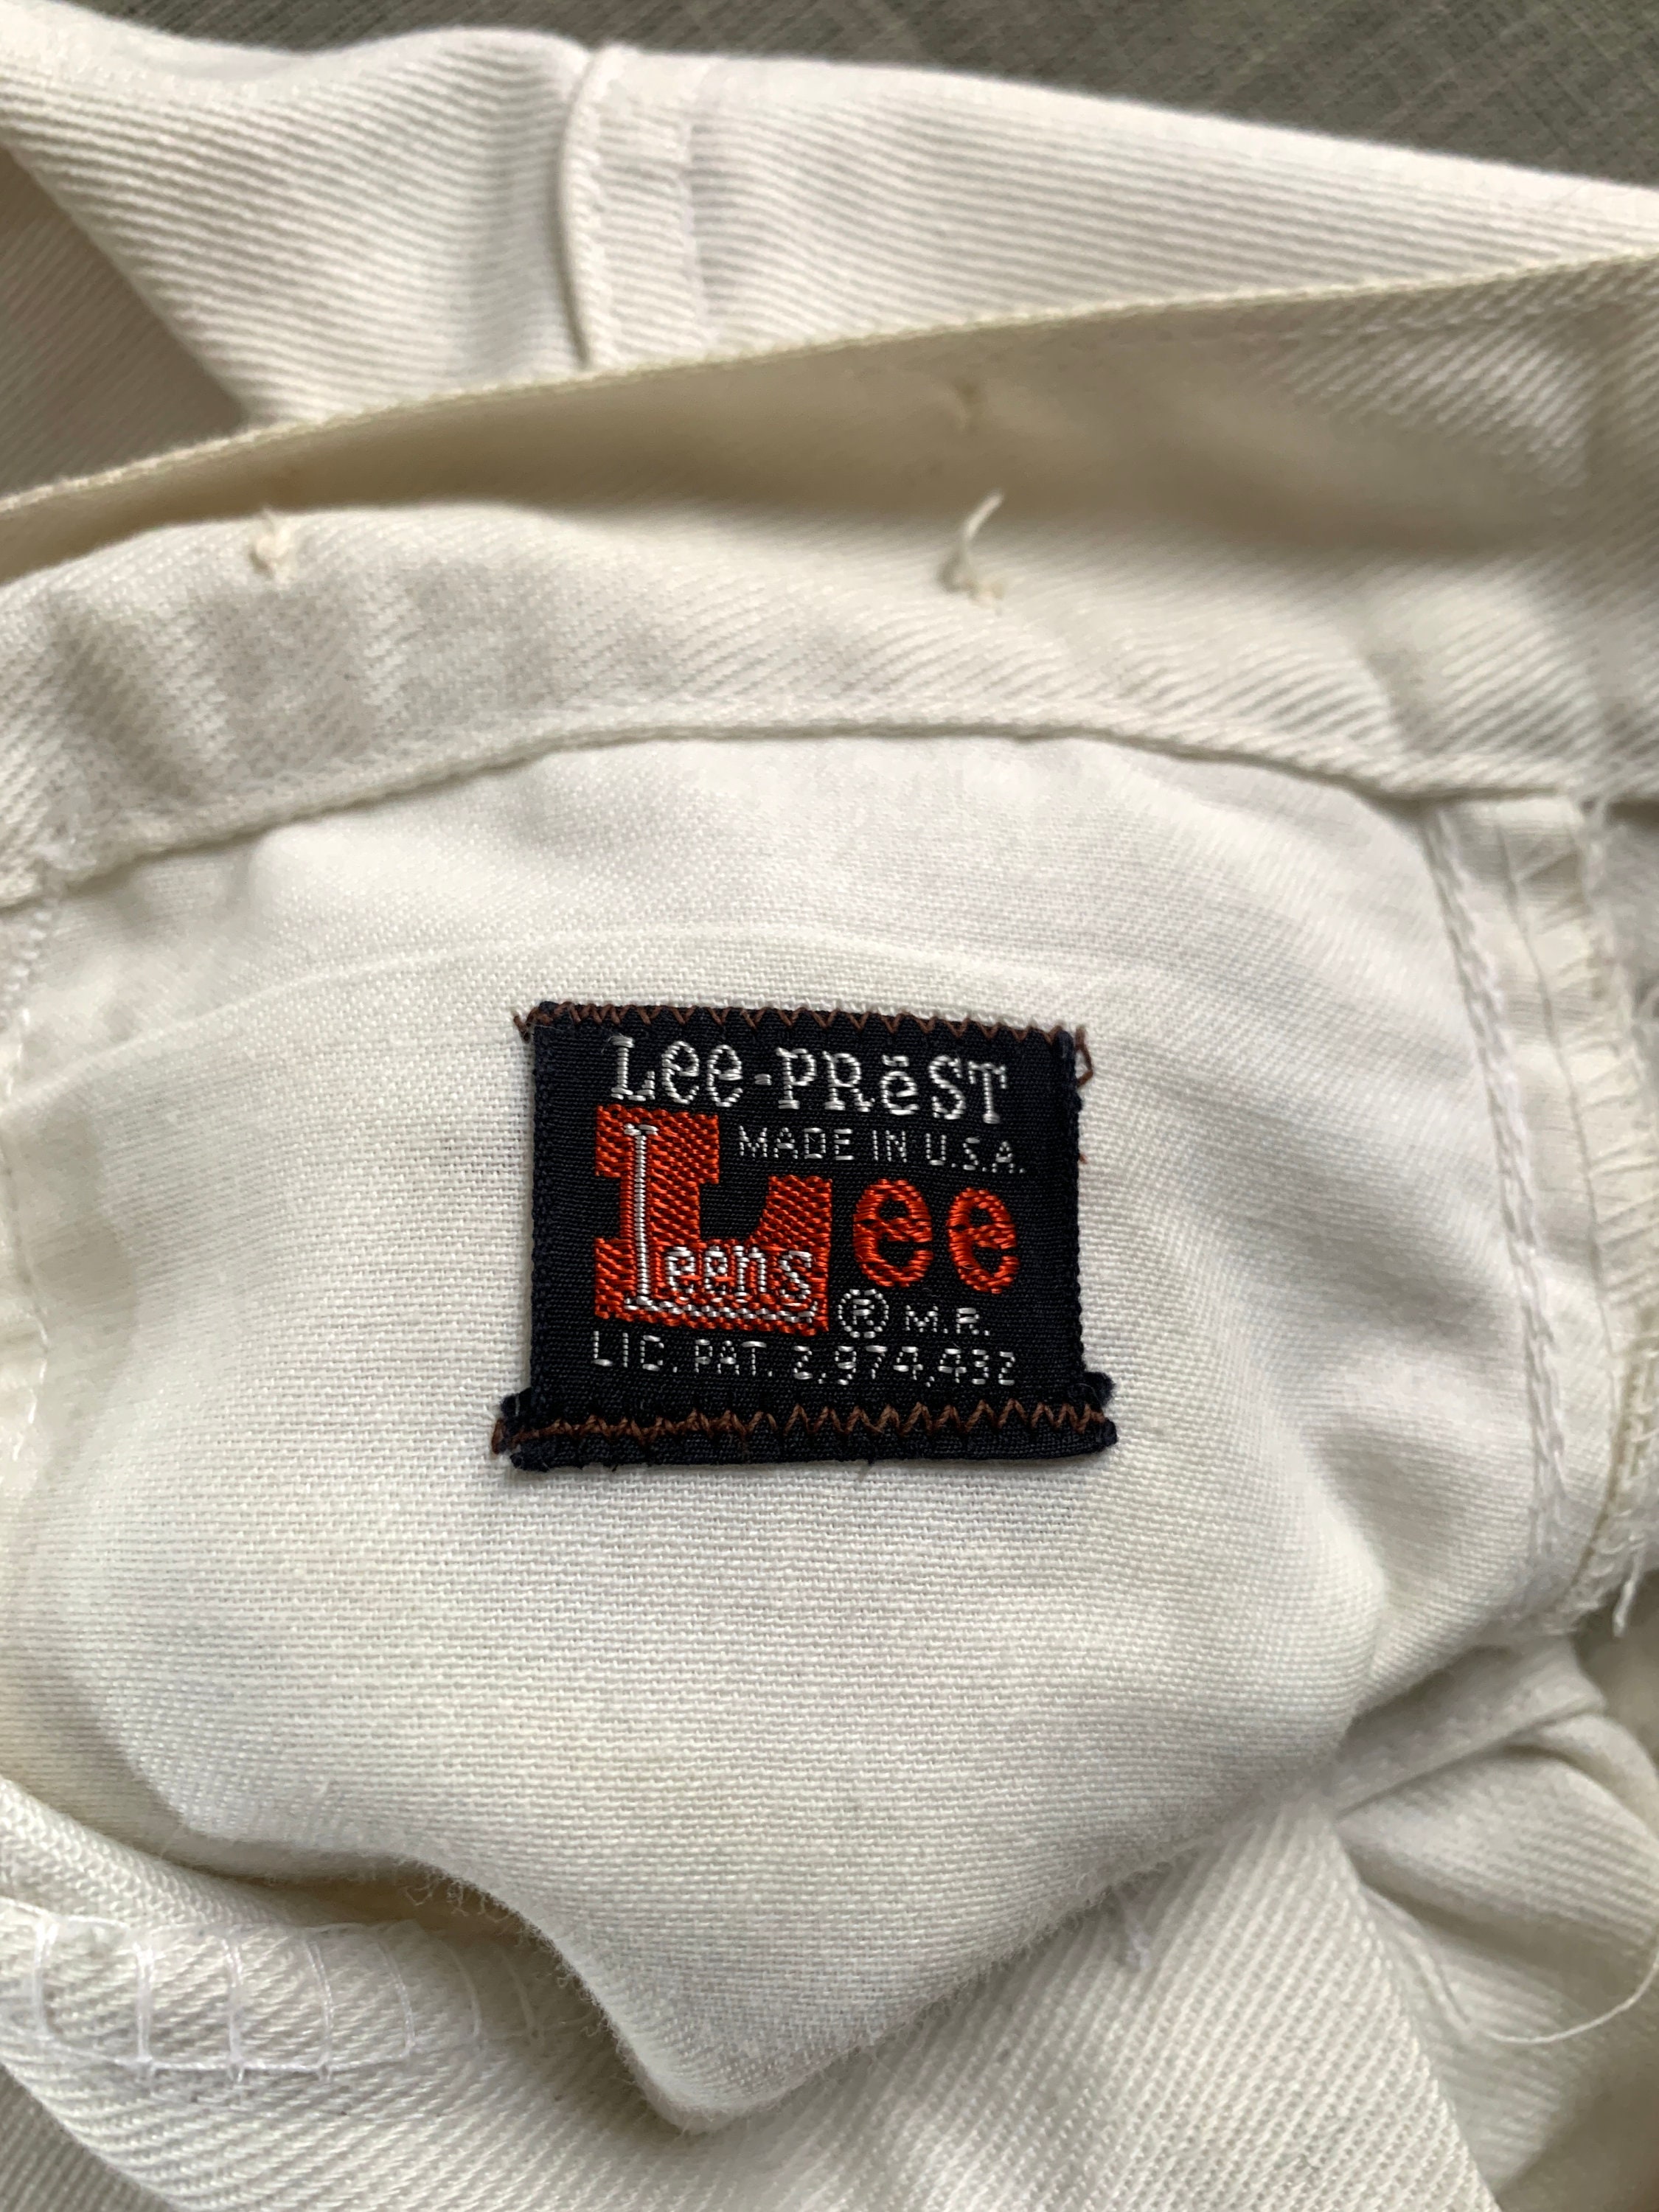 Lee-PRēST
MADE IN U.S.A.
Lee
Leens
® M.R.
LIC. PAT. 2,974,432